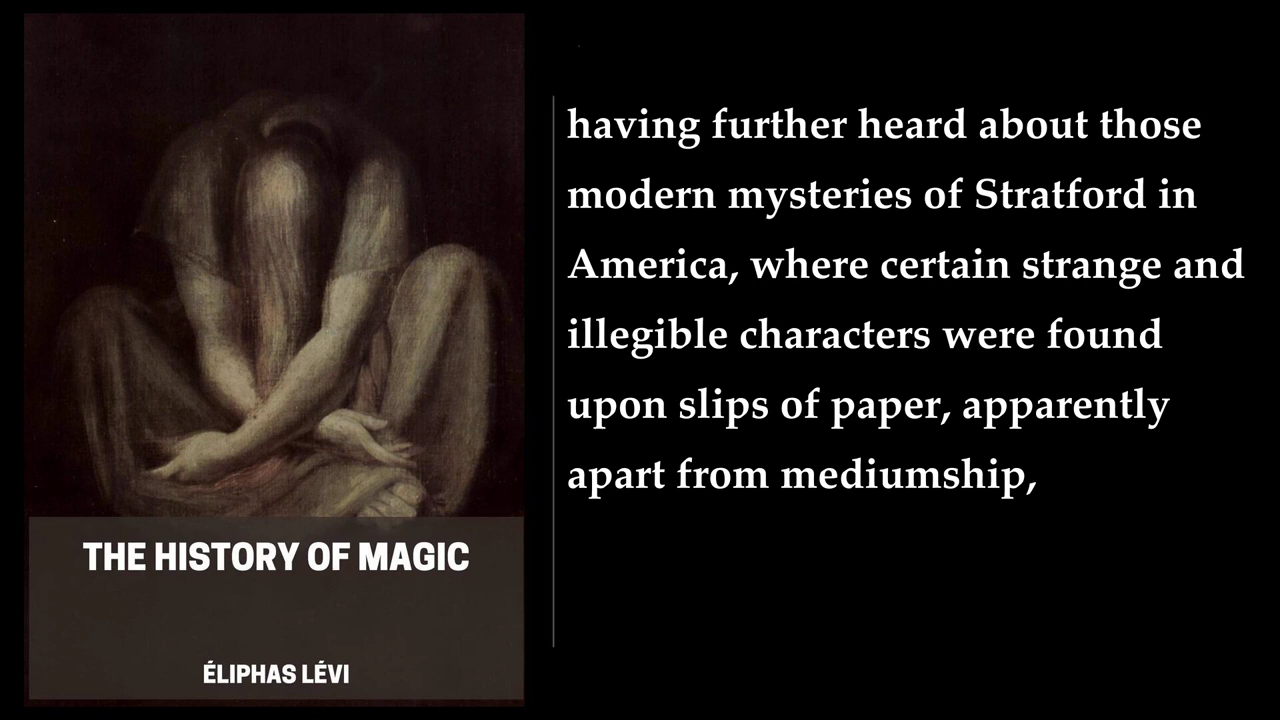 THE HISTORY OF MAGIC
ÉLIPHAS LÉVI
having further heard about those
modern mysteries of Stratford in
America, where certain strange and
illegible characters were found
upon slips of paper, apparently
apart from mediumship,